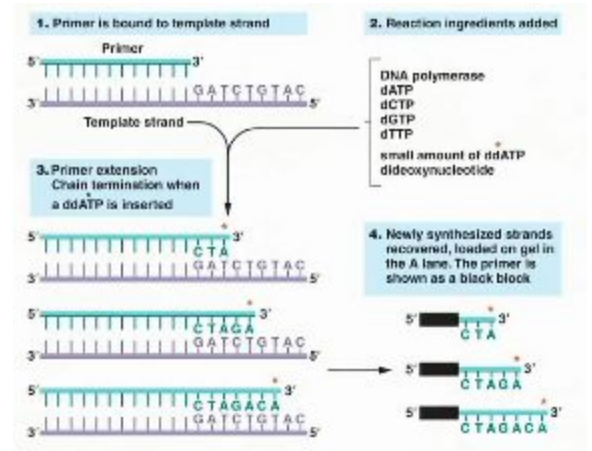 1. Primer is bound to template strand
Primer
5' 3'
GATCTGTAC
3' 5'
Template strand
2. Reaction ingredients added
DNA polymerase
dATP
dCTP
dGTP
dTTP
small amount of ddATP
dideoxynucleotide
3. Primer extension
Chain termination when
a ddATP is inserted
5' 3'
CTA
GATCTGTAC
3' 5'
5' 3'
CTAGA
GATCTGTAC
3' 5'
5' 3'
CTAGACA
GATCTGTAC
3' 5'
4. Newly synthesized strands
recovered, loaded on gel in
the A lane. The primer is
shown as a black block
5' 3'
CTA
5' 3'
CTAGA
5' 3'
CTAGACA